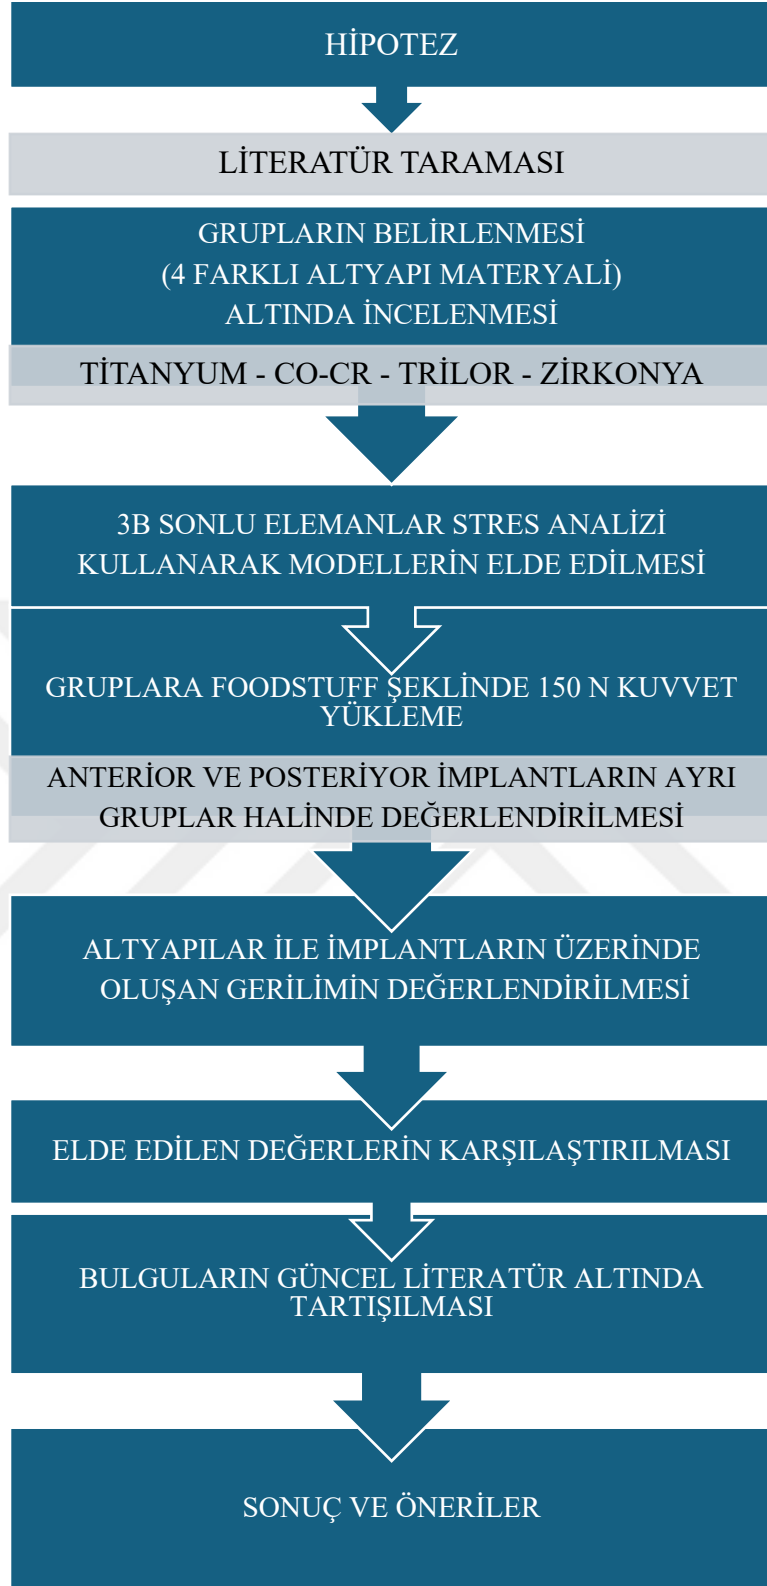 HİPOTEZ
LİTERATÜR TARAMASI
GRUPLARIN BELİRLENMESİ
(4 FARKLI ALTYAPI MATERYALİ)
ALTINDA İNCELENMESİ
TİTANYUM - CO-CR - TRİLOR - ZİRKONYA
3B SONLU ELEMANLAR STRES ANALİZİ
KULLANARAK MODELLERİN ELDE EDİLMESİ
GRUPLARA FOODSTUFF ŞEKLİNDE 150 N KUVVET
YÜKLEME
ANTERİOR VE POSTERİYOR İMPLANTLARIN AYRI
GRUPLAR HALİNDE DEĞERLENDİRİLMESİ
ALTYAPILAR İLE İMPLANTLARIN ÜZERİNDE
OLUŞAN GERİLİMİN DEĞERLENDİRİLMESİ
ELDE EDİLEN DEĞERLERİN KARŞILAŞTIRILMASI
BULGULARIN GÜNCEL LİTERATÜR ALTINDA
TARTIŞILMASI
SONUÇ VE ÖNERİLER